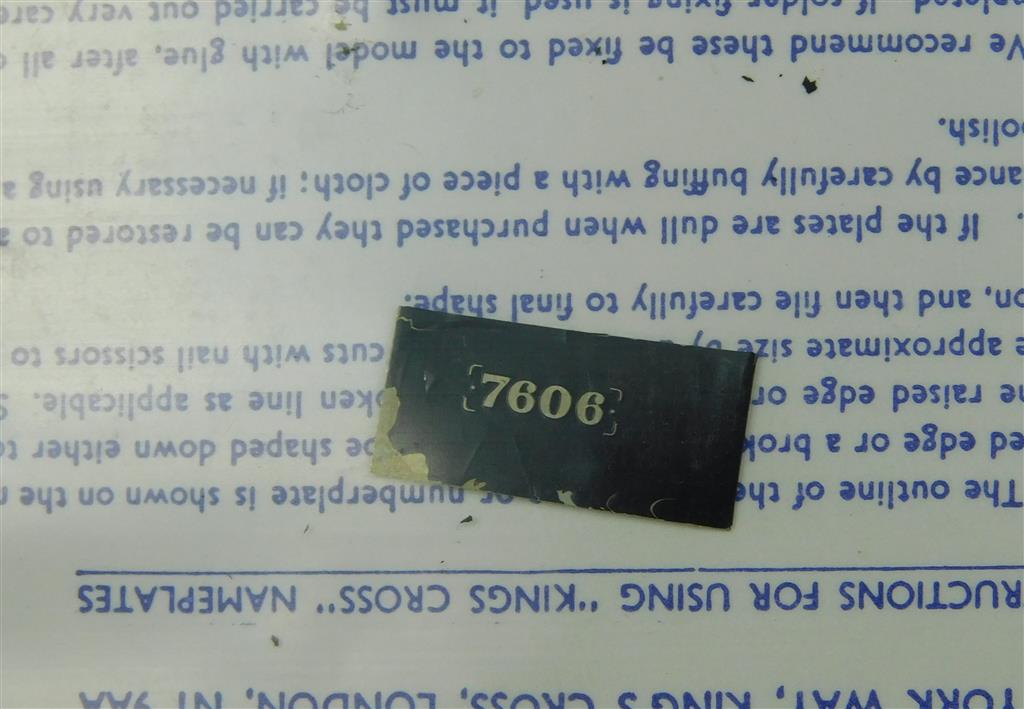 YORK WAY, KING'S CROSS, LONDON, N1 9AA
RUCTIONS FOR USING "KINGS CROSS" NAMEPLATES
The outline of the or numberplate is shown on the
ed edge or a brok be shaped down either to
he raised edge or oken line as applicable.
approximate size by cuts with nail scissors to
on, and then file carefully to final shape.
. If the plates are dull when purchased they can be restored to a
ance by carefully buffing with a piece of cloth; if necessary using a
polish.
We recommend these be fixed to the model with glue, after all
If solder fixing is used, it must be carried out very care
7606